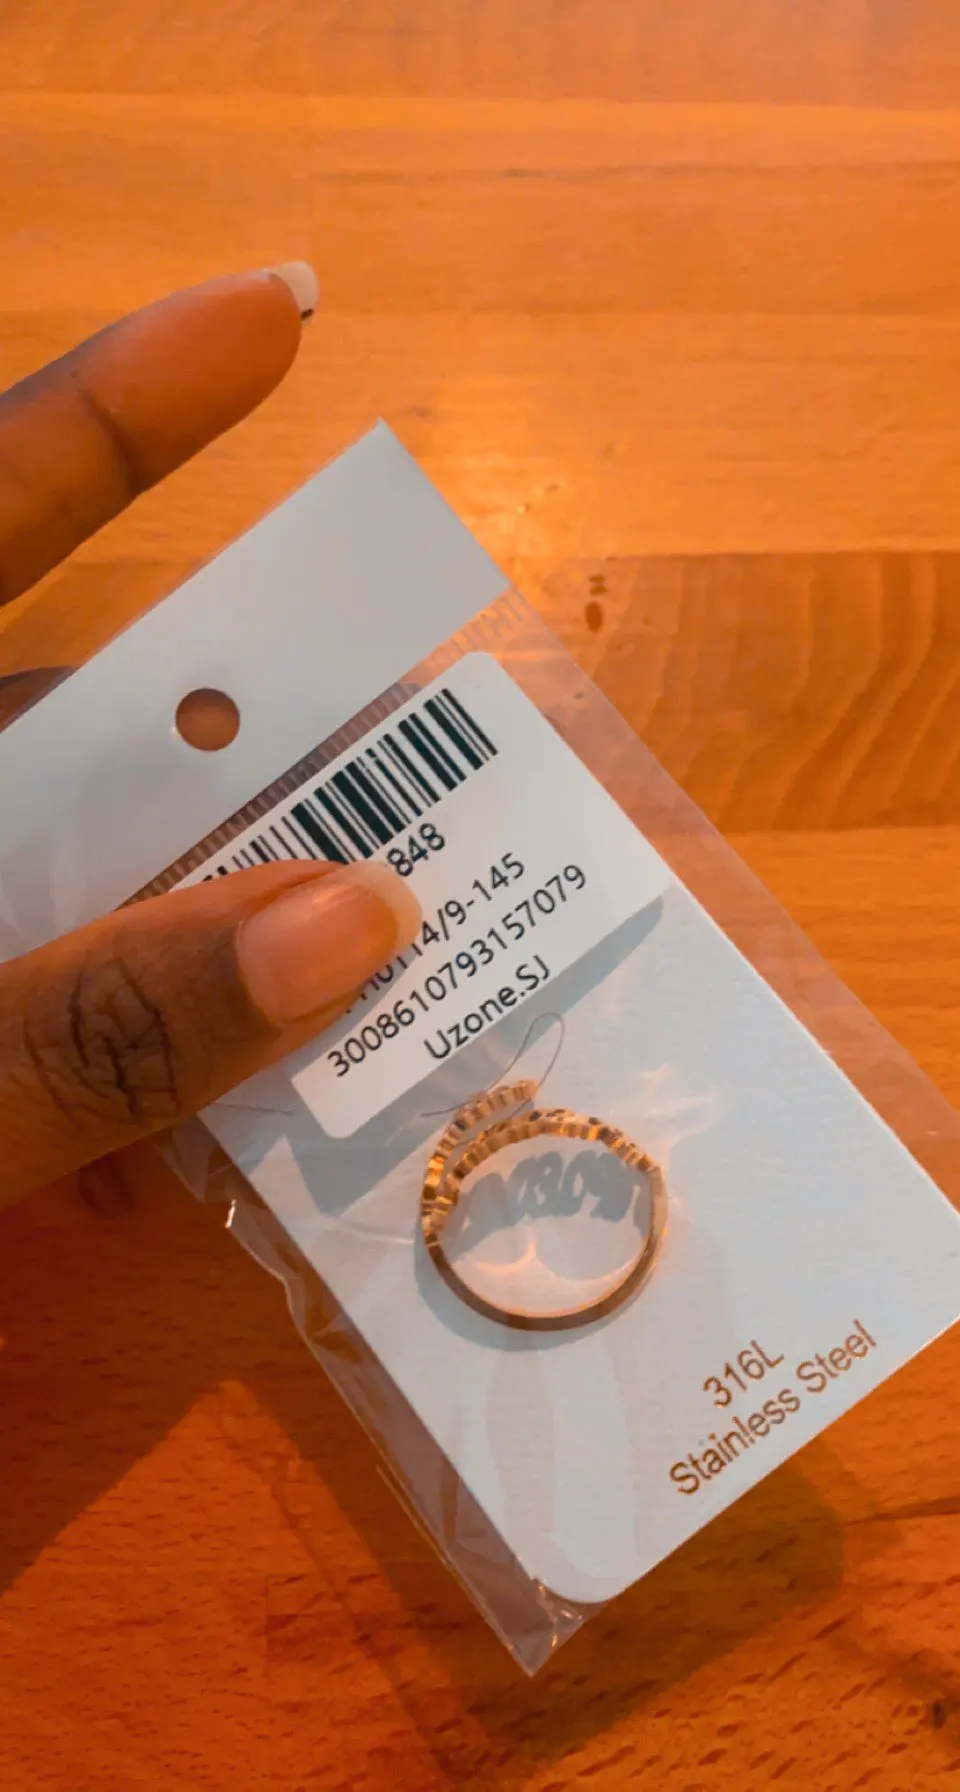 848
4/9-145
3008610793157079
Uzone.SJ
316L
Stainless Steel